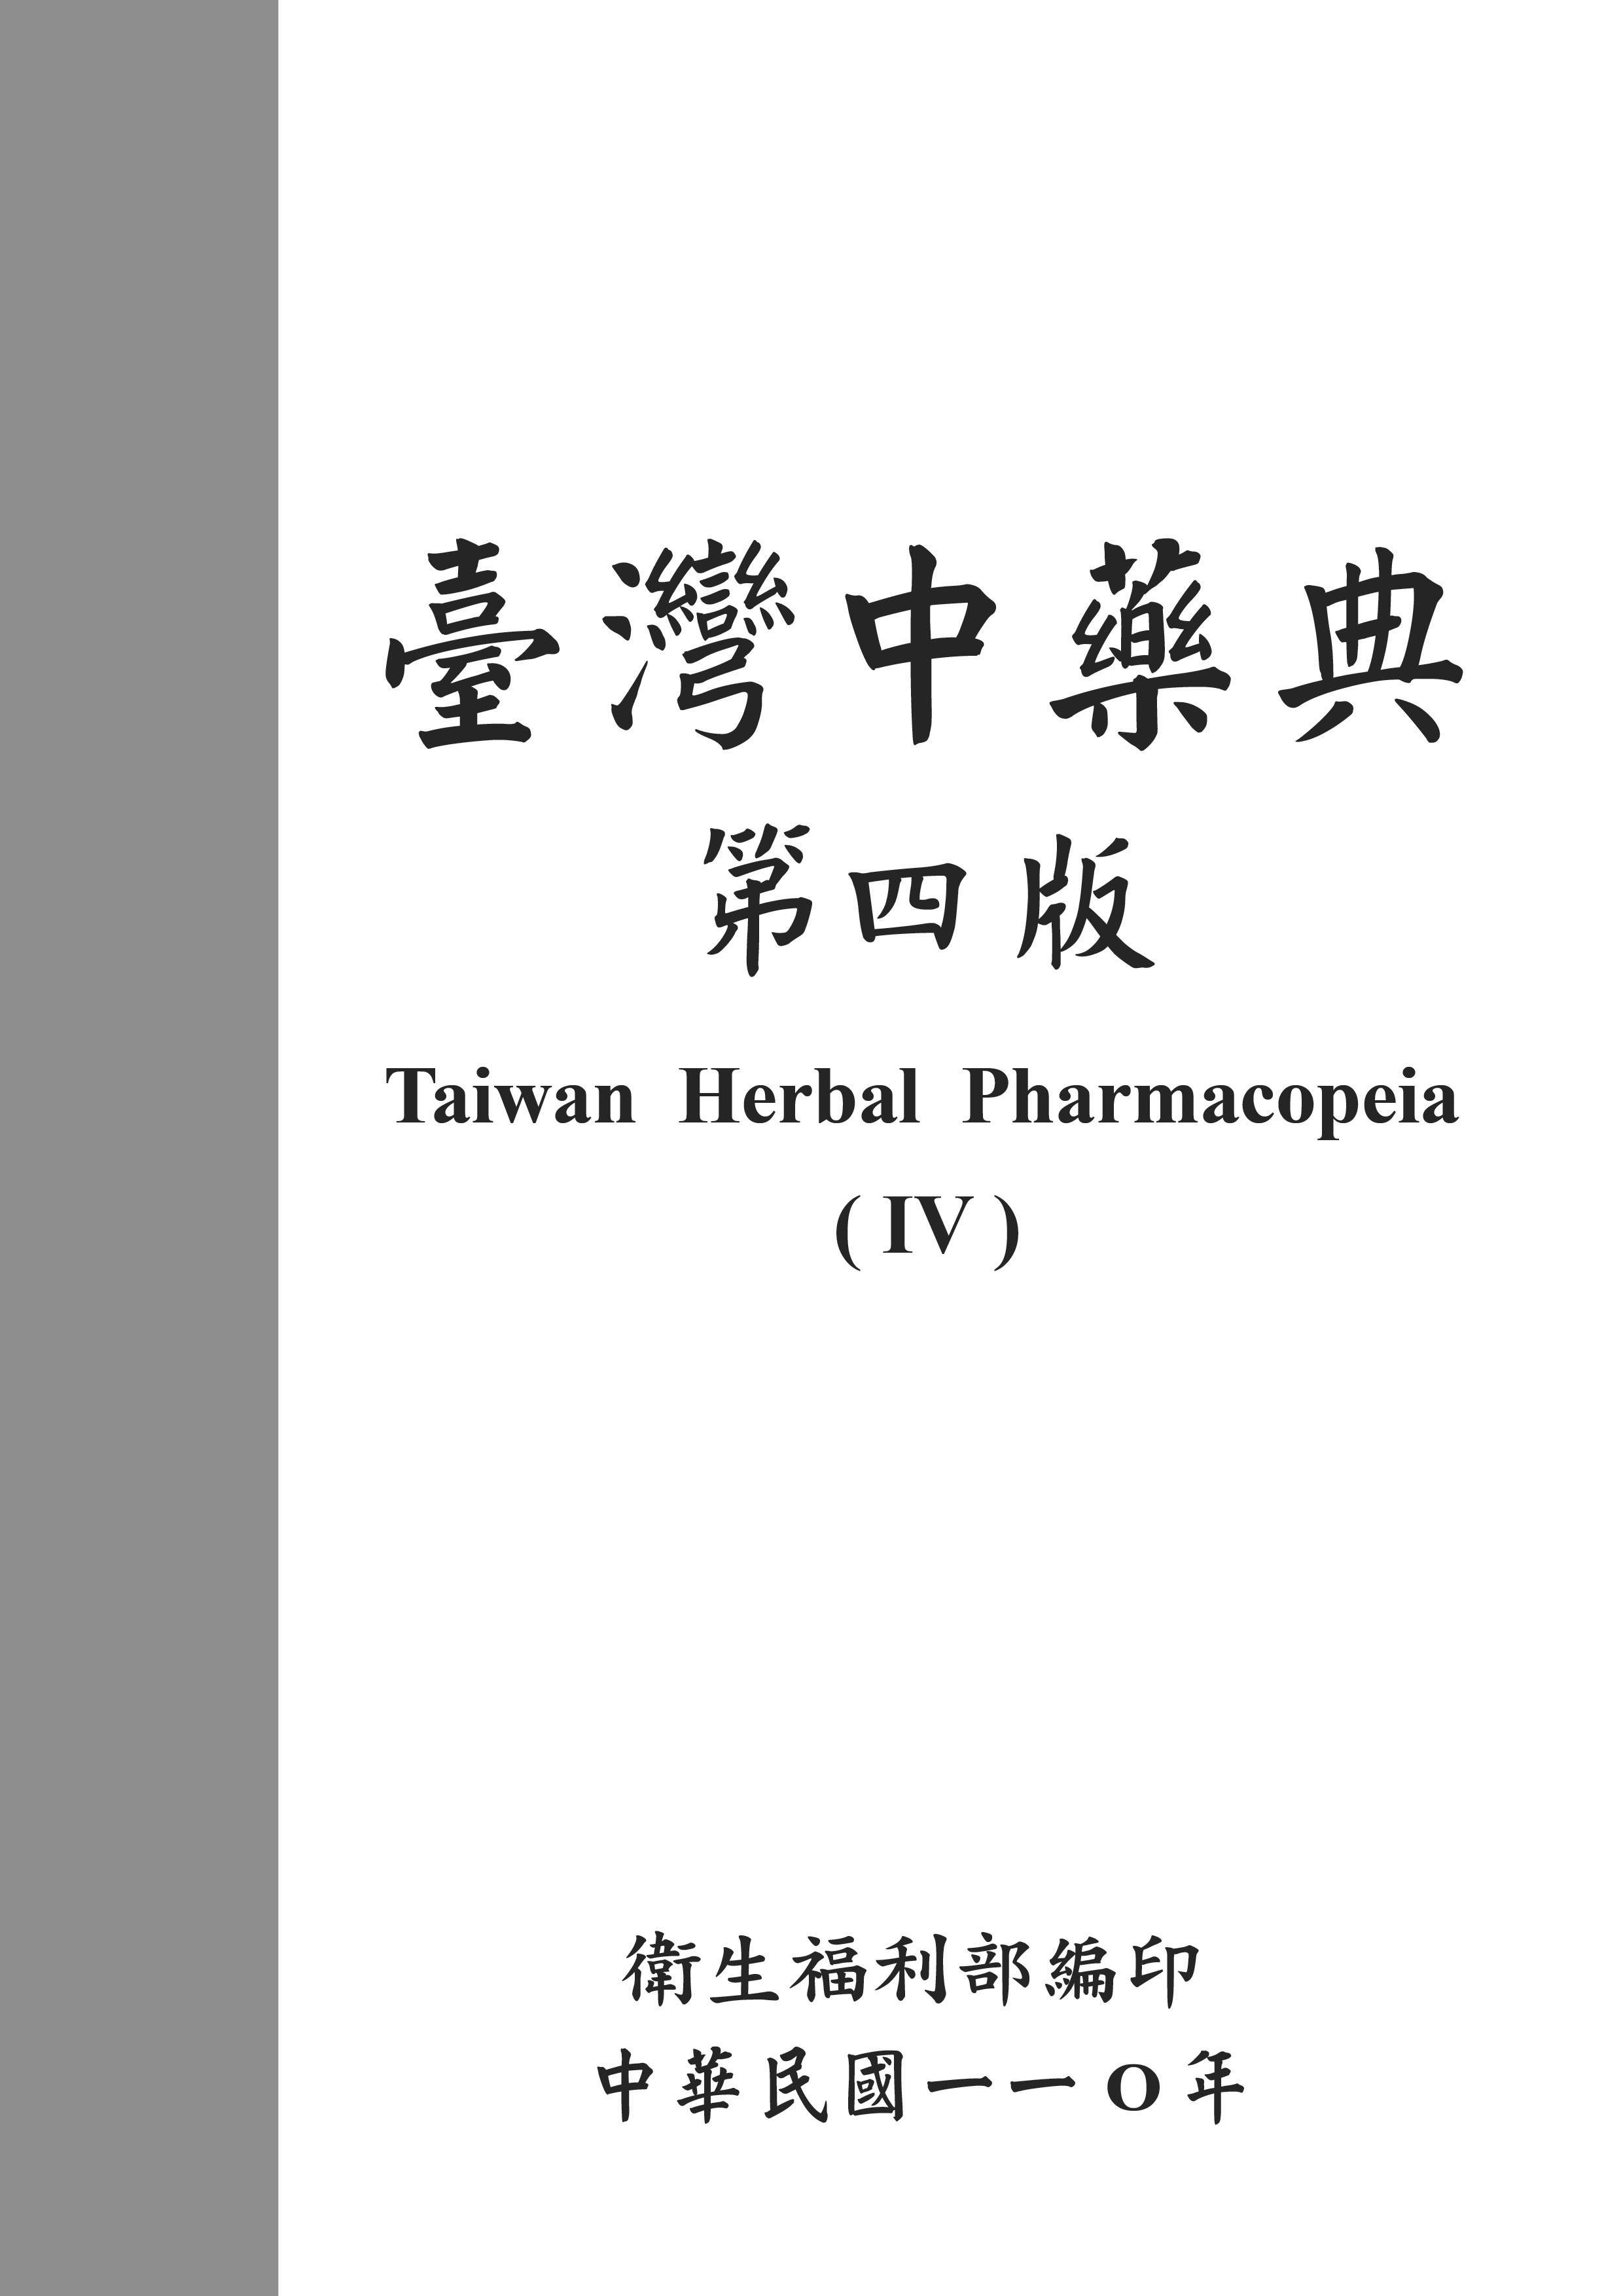 臺灣中藥典
第四版
Taiwan Herbal Pharmacopeia
( IV )
衛生福利部編印
中華民國一一O年